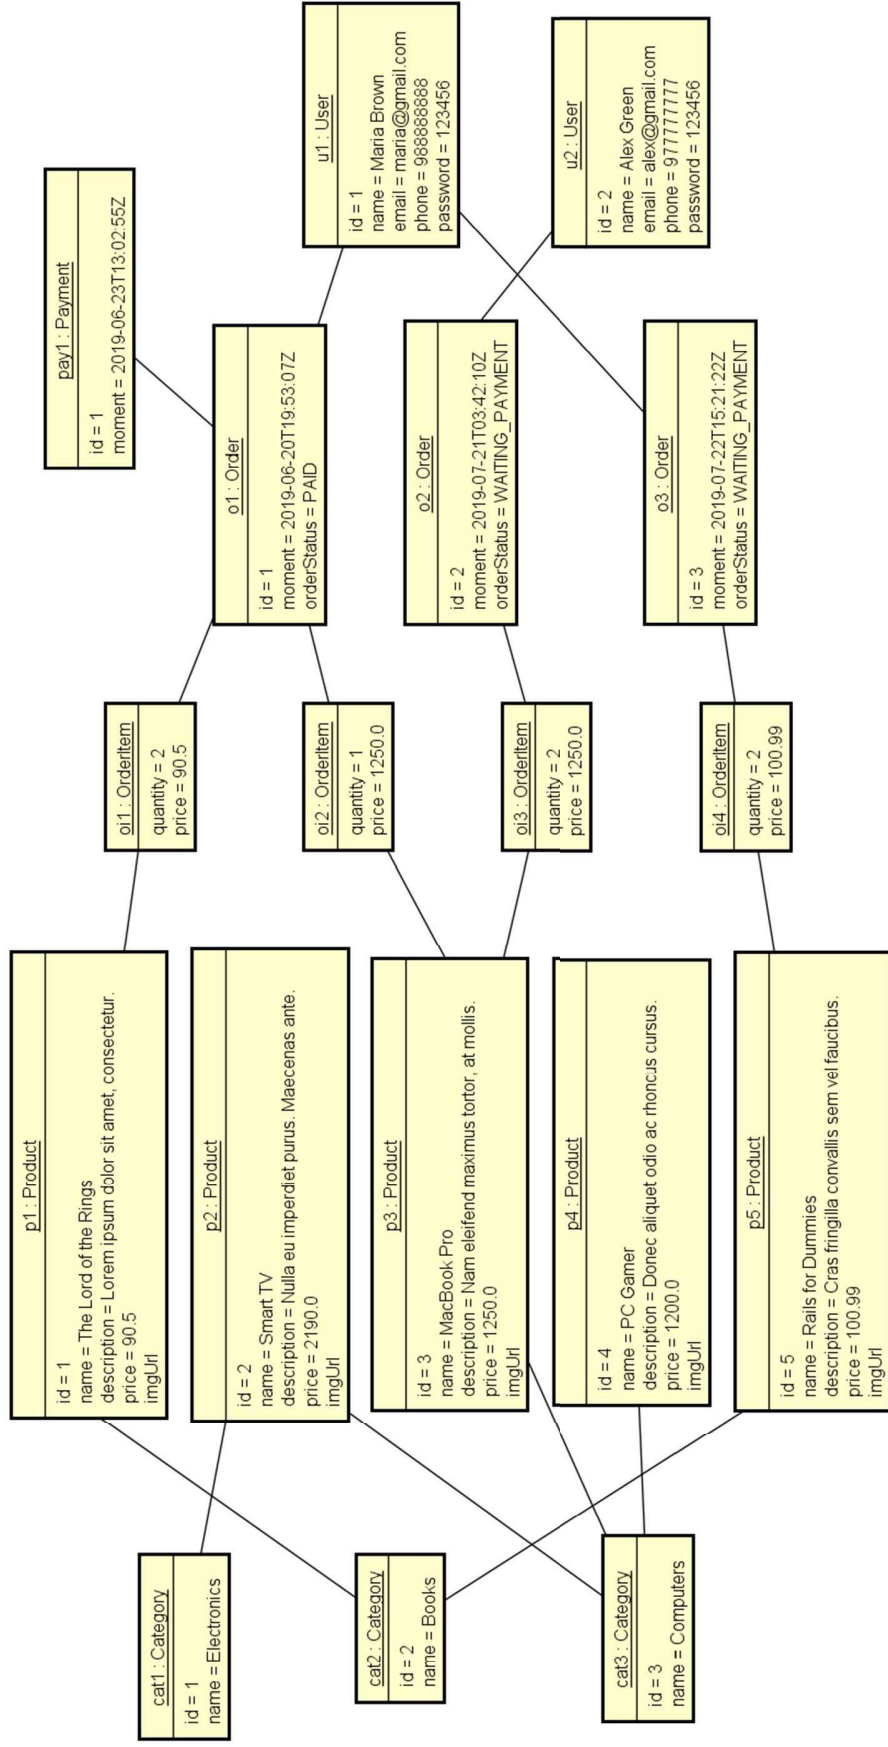 cat1 : Category
id = 1
name = Electronics
cat2 : Category
id = 2
name = Books
cat3 : Category
id = 3
name = Computers
p1 : Product
id = 1
name = The Lord of the Rings
description = Lorem ipsum dolor sit amet, consectetur.
price = 90.5
imgUrl
p2 : Product
id = 2
name = Smart TV
description = Nulla eu imperdiet purus. Maecenas ante.
price = 2190.0
imgUrl
p3 : Product
id = 3
name = MacBook Pro
description = Nam eleifend maximus tortor, at mollis.
price = 1250.0
imgUrl
p4 : Product
id = 4
name = PC Gamer
description = Donec aliquet odio ac rhoncus cursus.
price = 1200.0
imgUrl
p5 : Product
id = 5
name = Rails for Dummies
description = Cras fringilla convallis sem vel faucibus.
price = 100.99
imgUrl
oi1 : OrderItem
quantity = 2
price = 90.5
oi2 : OrderItem
quantity = 1
price = 1250.0
oi3 : OrderItem
quantity = 2
price = 1250.0
oi4 : OrderItem
quantity = 2
price = 100.99
pay1 : Payment
id = 1
moment = 2019-06-23T13:02:55Z
o1 : Order
id = 1
moment = 2019-06-20T19:53:07Z
orderStatus = PAID
o2 : Order
id = 2
moment = 2019-07-21T03:42:10Z
orderStatus = WAITING_PAYMENT
o3 : Order
id = 3
moment = 2019-07-22T15:21:22Z
orderStatus = WAITING_PAYMENT
u1 : User
id = 1
name = Maria Brown
email = maria@gmail.com
phone = 988888888
password = 123456
u2 : User
id = 2
name = Alex Green
email = alex@gmail.com
phone = 977777777
password = 123456